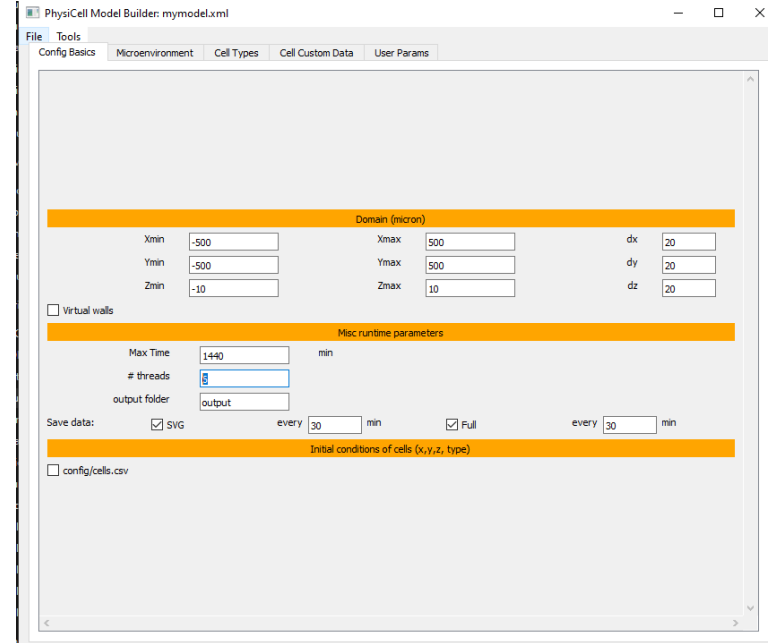 PhysiCell Model Builder: mymodel.xml
File Tools
Config Basics Microenvironment Cell Types Cell Custom Data User Params
Domain (micron)
Xmin -500 Xmax 500 dx 20
Ymin -500 Ymax 500 dy 20
Zmin -10 Zmax 10 dz 20
Virtual walls
Misc runtime parameters
Max Time 1440 min
# threads 5
output folder output
Save data: SVG every 30 min Full every 30 min
Initial conditions of cells (x,y,z, type)
config/cells.csv